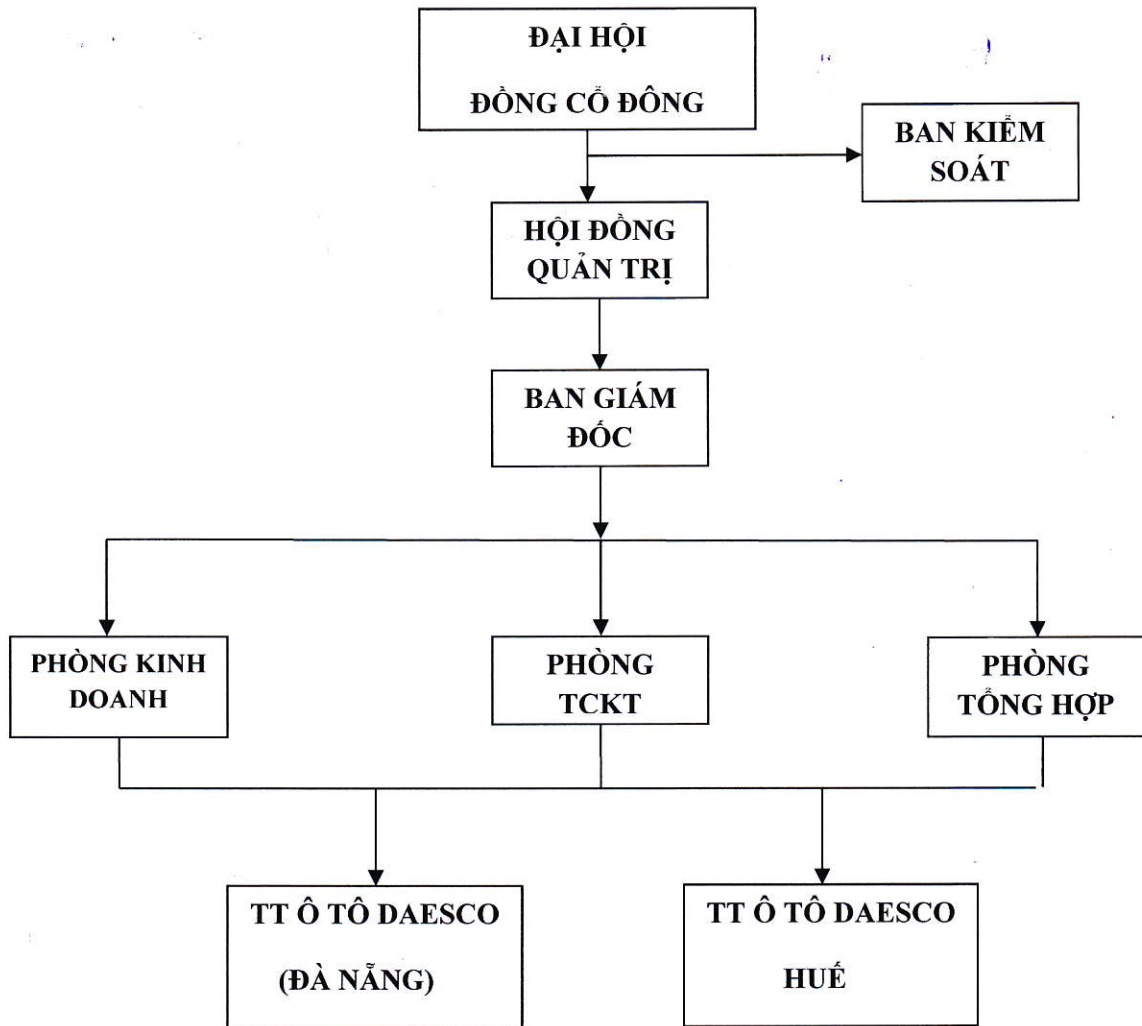 ĐẠI HỘI
ĐỒNG CỔ ĐÔNG
BAN KIỂM
SOÁT
HỘI ĐỒNG
QUẢN TRỊ
BAN GIÁM
ĐỐC
PHÒNG KINH
DOANH
PHÒNG
TCKT
PHÒNG
TỔNG HỢP
TT Ô TÔ DAESCO
(ĐÀ NẴNG)
TT Ô TÔ DAESCO
HUẾ